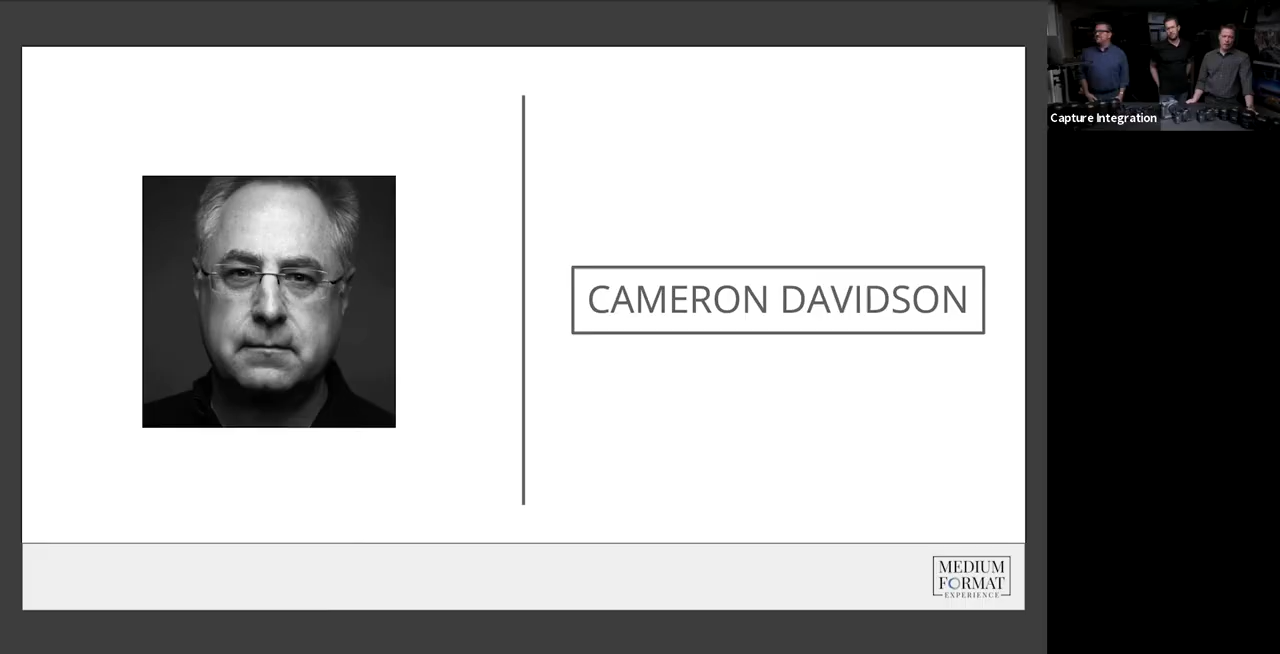 CAMERON DAVIDSON
MEDIUM
FORMAT
EXPERIENCE
Capture Integration